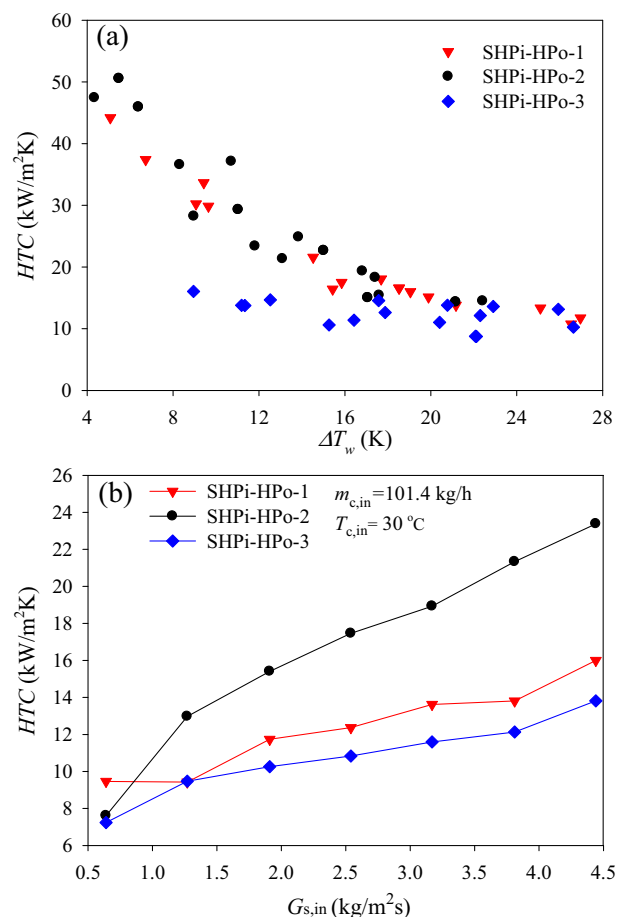 (a)
SHPi-HPo-1
SHPi-HPo-2
SHPi-HPo-3
60
50
40
30
20
10
0
HTC (kW/m²K)
4 8 12 16 20 24 28
ΔT_w (K)
(b)
SHPi-HPo-1
SHPi-HPo-2
SHPi-HPo-3
m_c,in =101.4 kg/h
T_c,in= 30 °C
26
24
22
20
18
16
14
12
10
8
6
HTC (kW/m²K)
0.5 1.0 1.5 2.0 2.5 3.0 3.5 4.0 4.5
G_s,in (kg/m²s)